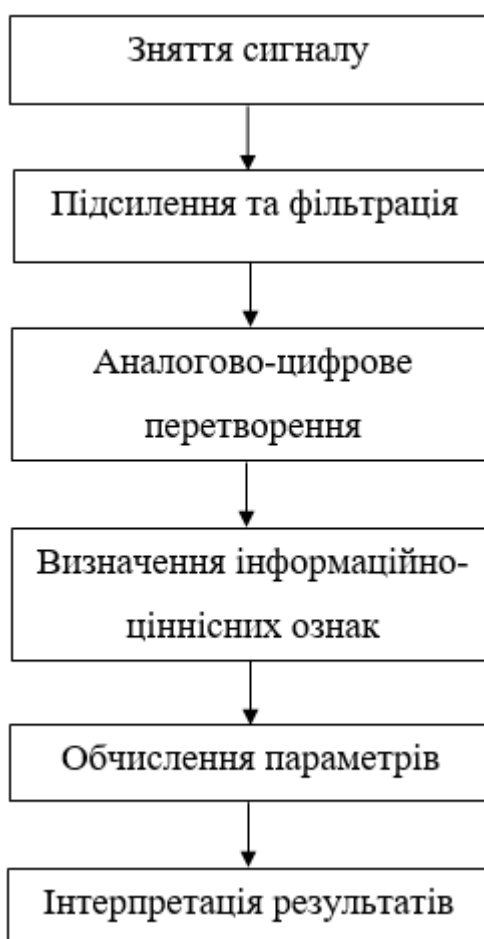 Зняття сигналу
Підсилення та фільтрація
Аналогово-цифрове
перетворення
Визначення інформаційно-
ціннісних ознак
Обчислення параметрів
Інтерпретація результатів